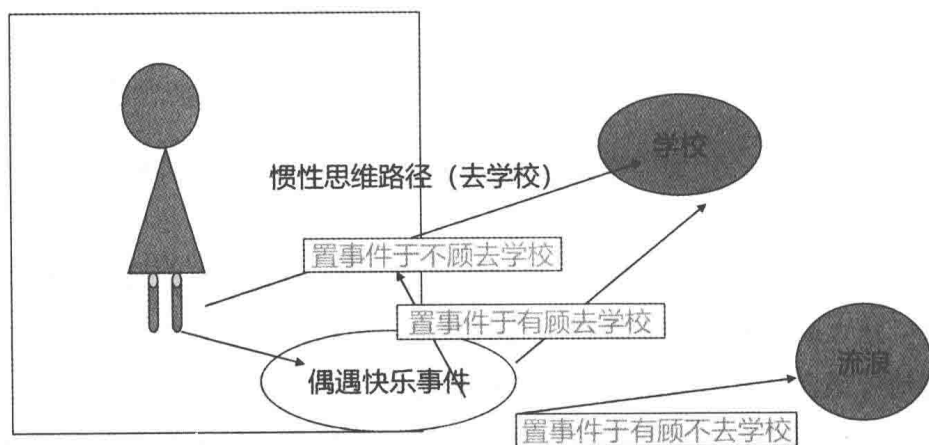 学校
惯性思维路径（去学校）
置事件于不顾去学校
置事件于有顾去学校
偶遇快乐事件
流浪
置事件于有顾不去学校